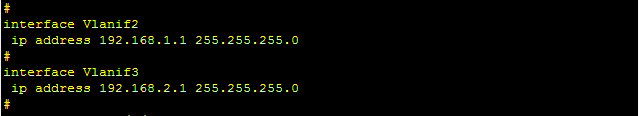 #
interface Vlanif2
 ip address 192.168.1.1 255.255.255.0
#
interface Vlanif3
 ip address 192.168.2.1 255.255.255.0
#